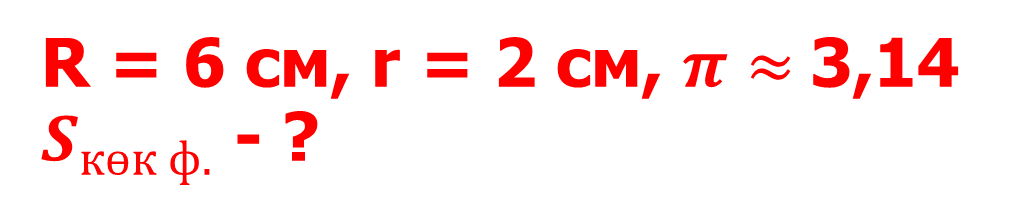 R = 6 см, r = 2 см, π ≈ 3,14
Sкөк ф. - ?